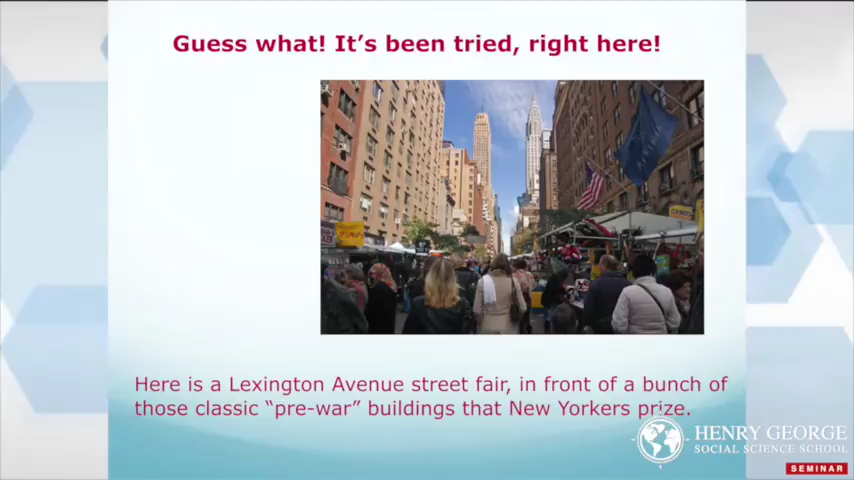 Guess what! It's been tried, right here!
Here is a Lexington Avenue street fair, in front of a bunch of
those classic “pre-war” buildings that New Yorkers prize.
HENRY GEORGE
SOCIAL SCIENCE SCHOOL
SEMINAR